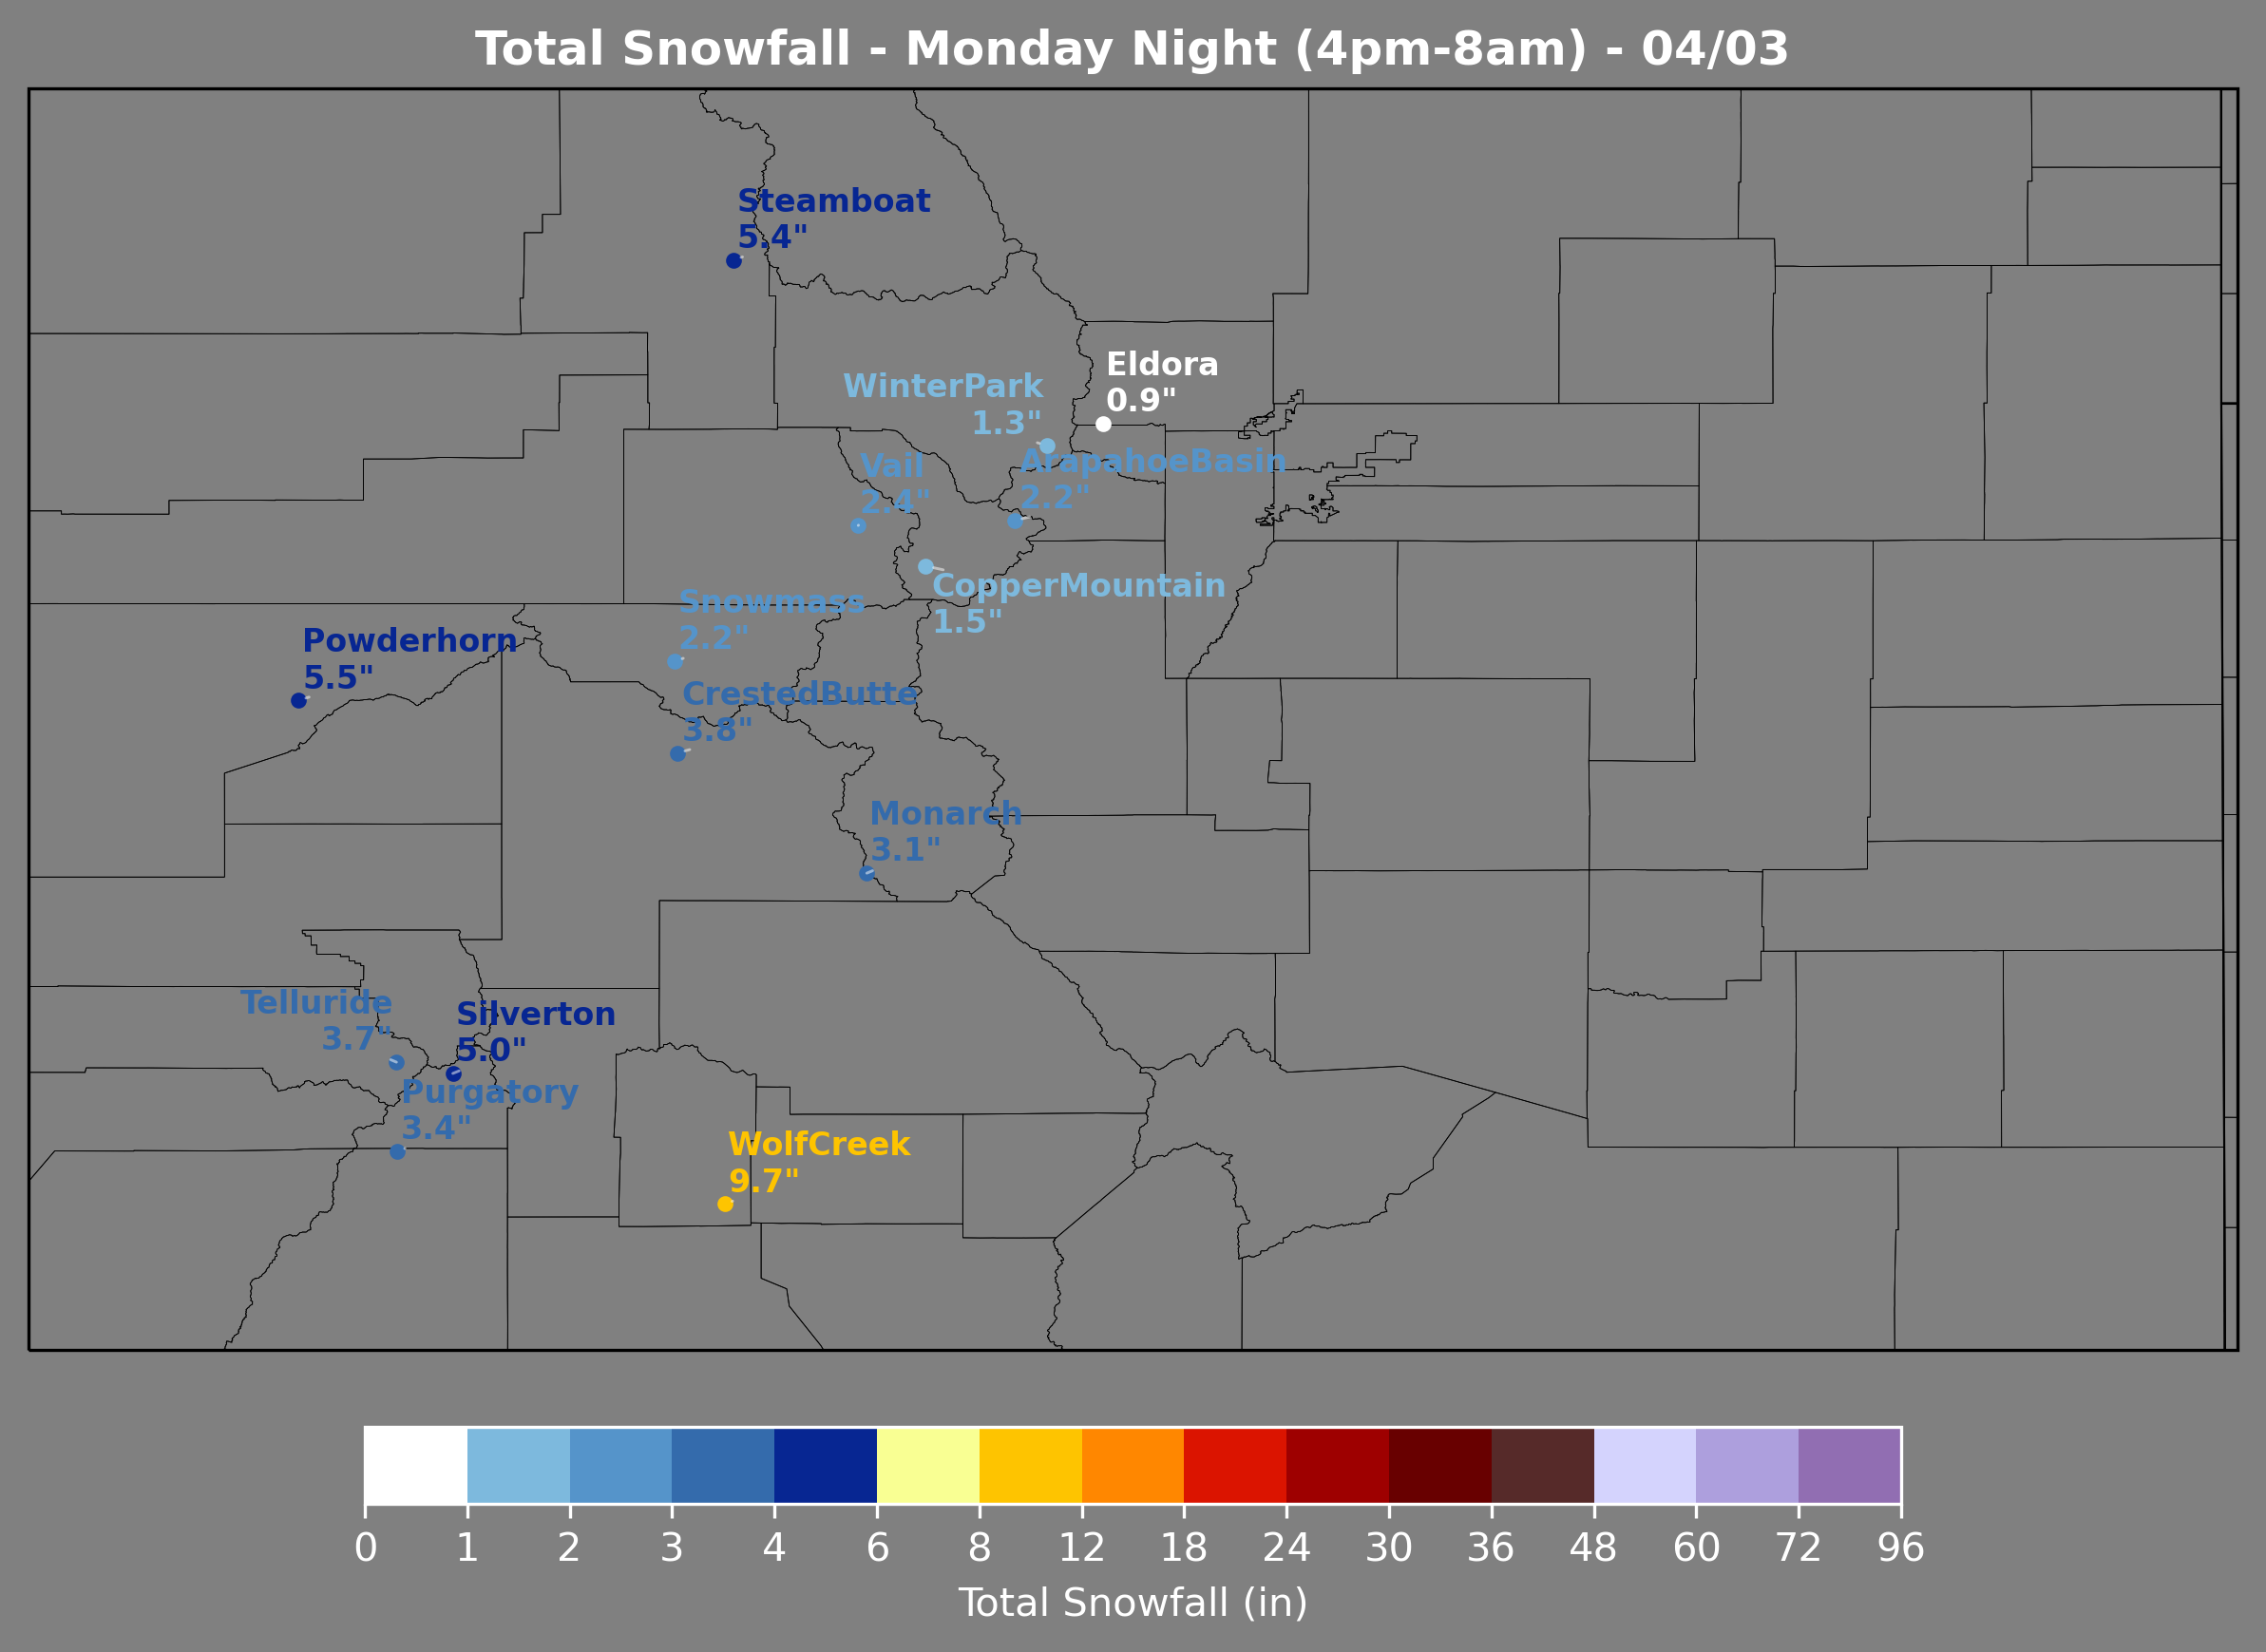 Total Snowfall - Monday Night (4pm-8am) - 04/03
Steamboat
5.4"
Eldora
0.9"
WinterPark
1.3"
Vail
2.4"
ArapahoeBasin
2.2"
CopperMountain
1.5"
Snowmass
2.2"
Powderhorn
5.5"
CrestedButte
3.8"
Monarch
3.1"
Telluride
3.7"
Silverton
5.0"
Purgatory
3.4"
WolfCreek
9.7"
0 1 2 3 4 6 8 12 18 24 30 36 48 60 72 96
Total Snowfall (in)